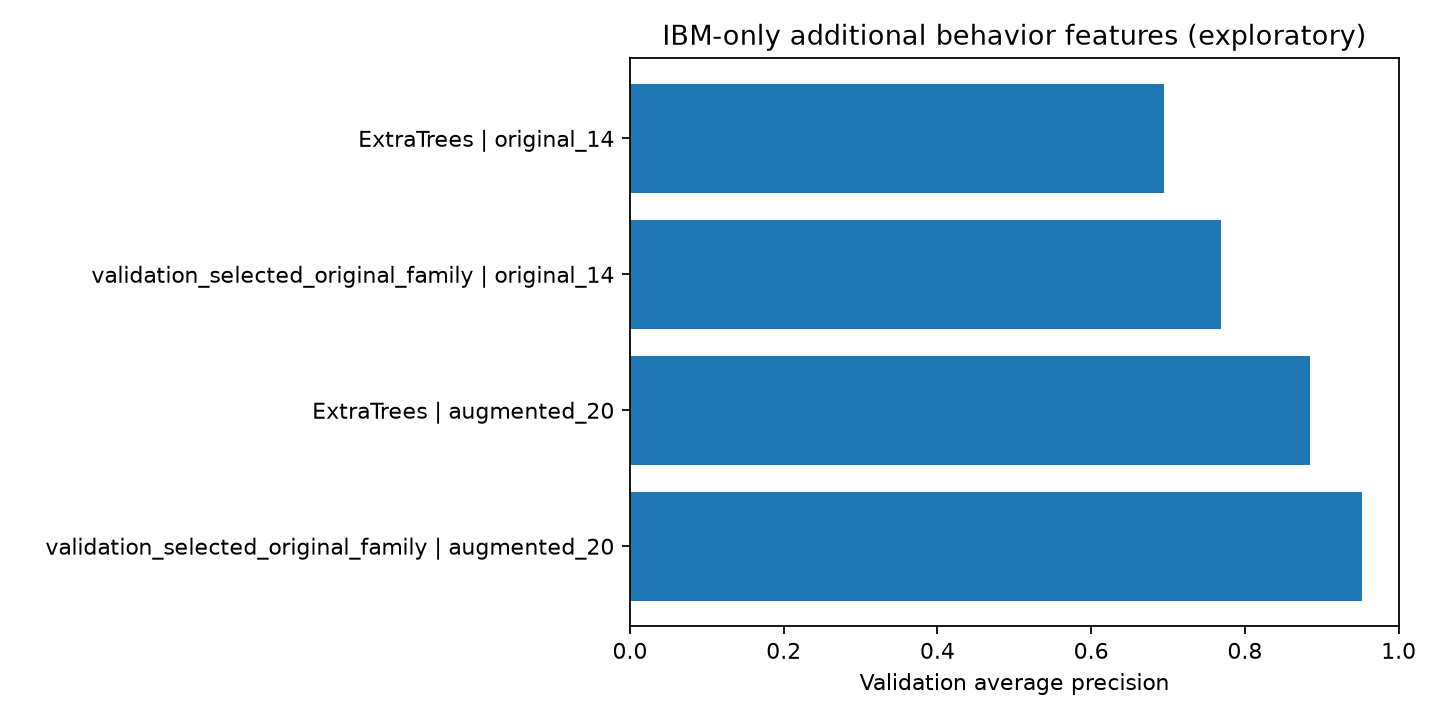 IBM-only additional behavior features (exploratory)
ExtraTrees | original_14
validation_selected_original_family | original_14
ExtraTrees | augmented_20
validation_selected_original_family | augmented_20
0.0 0.2 0.4 0.6 0.8 1.0
Validation average precision